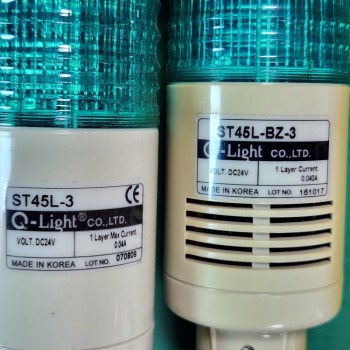 ST45L-3 CE
Q-Light® CO.,LTD.
VOLT. DC24V
1 Layer Max Current.
0.04A
MADE IN KOREA LOT NO. 070808
ST45L-BZ-3
Q-Light CO.,LTD.
VOLT. DC24V
1 Layer Current.
0.040A
MADE IN KOREA LOT NO. 161017